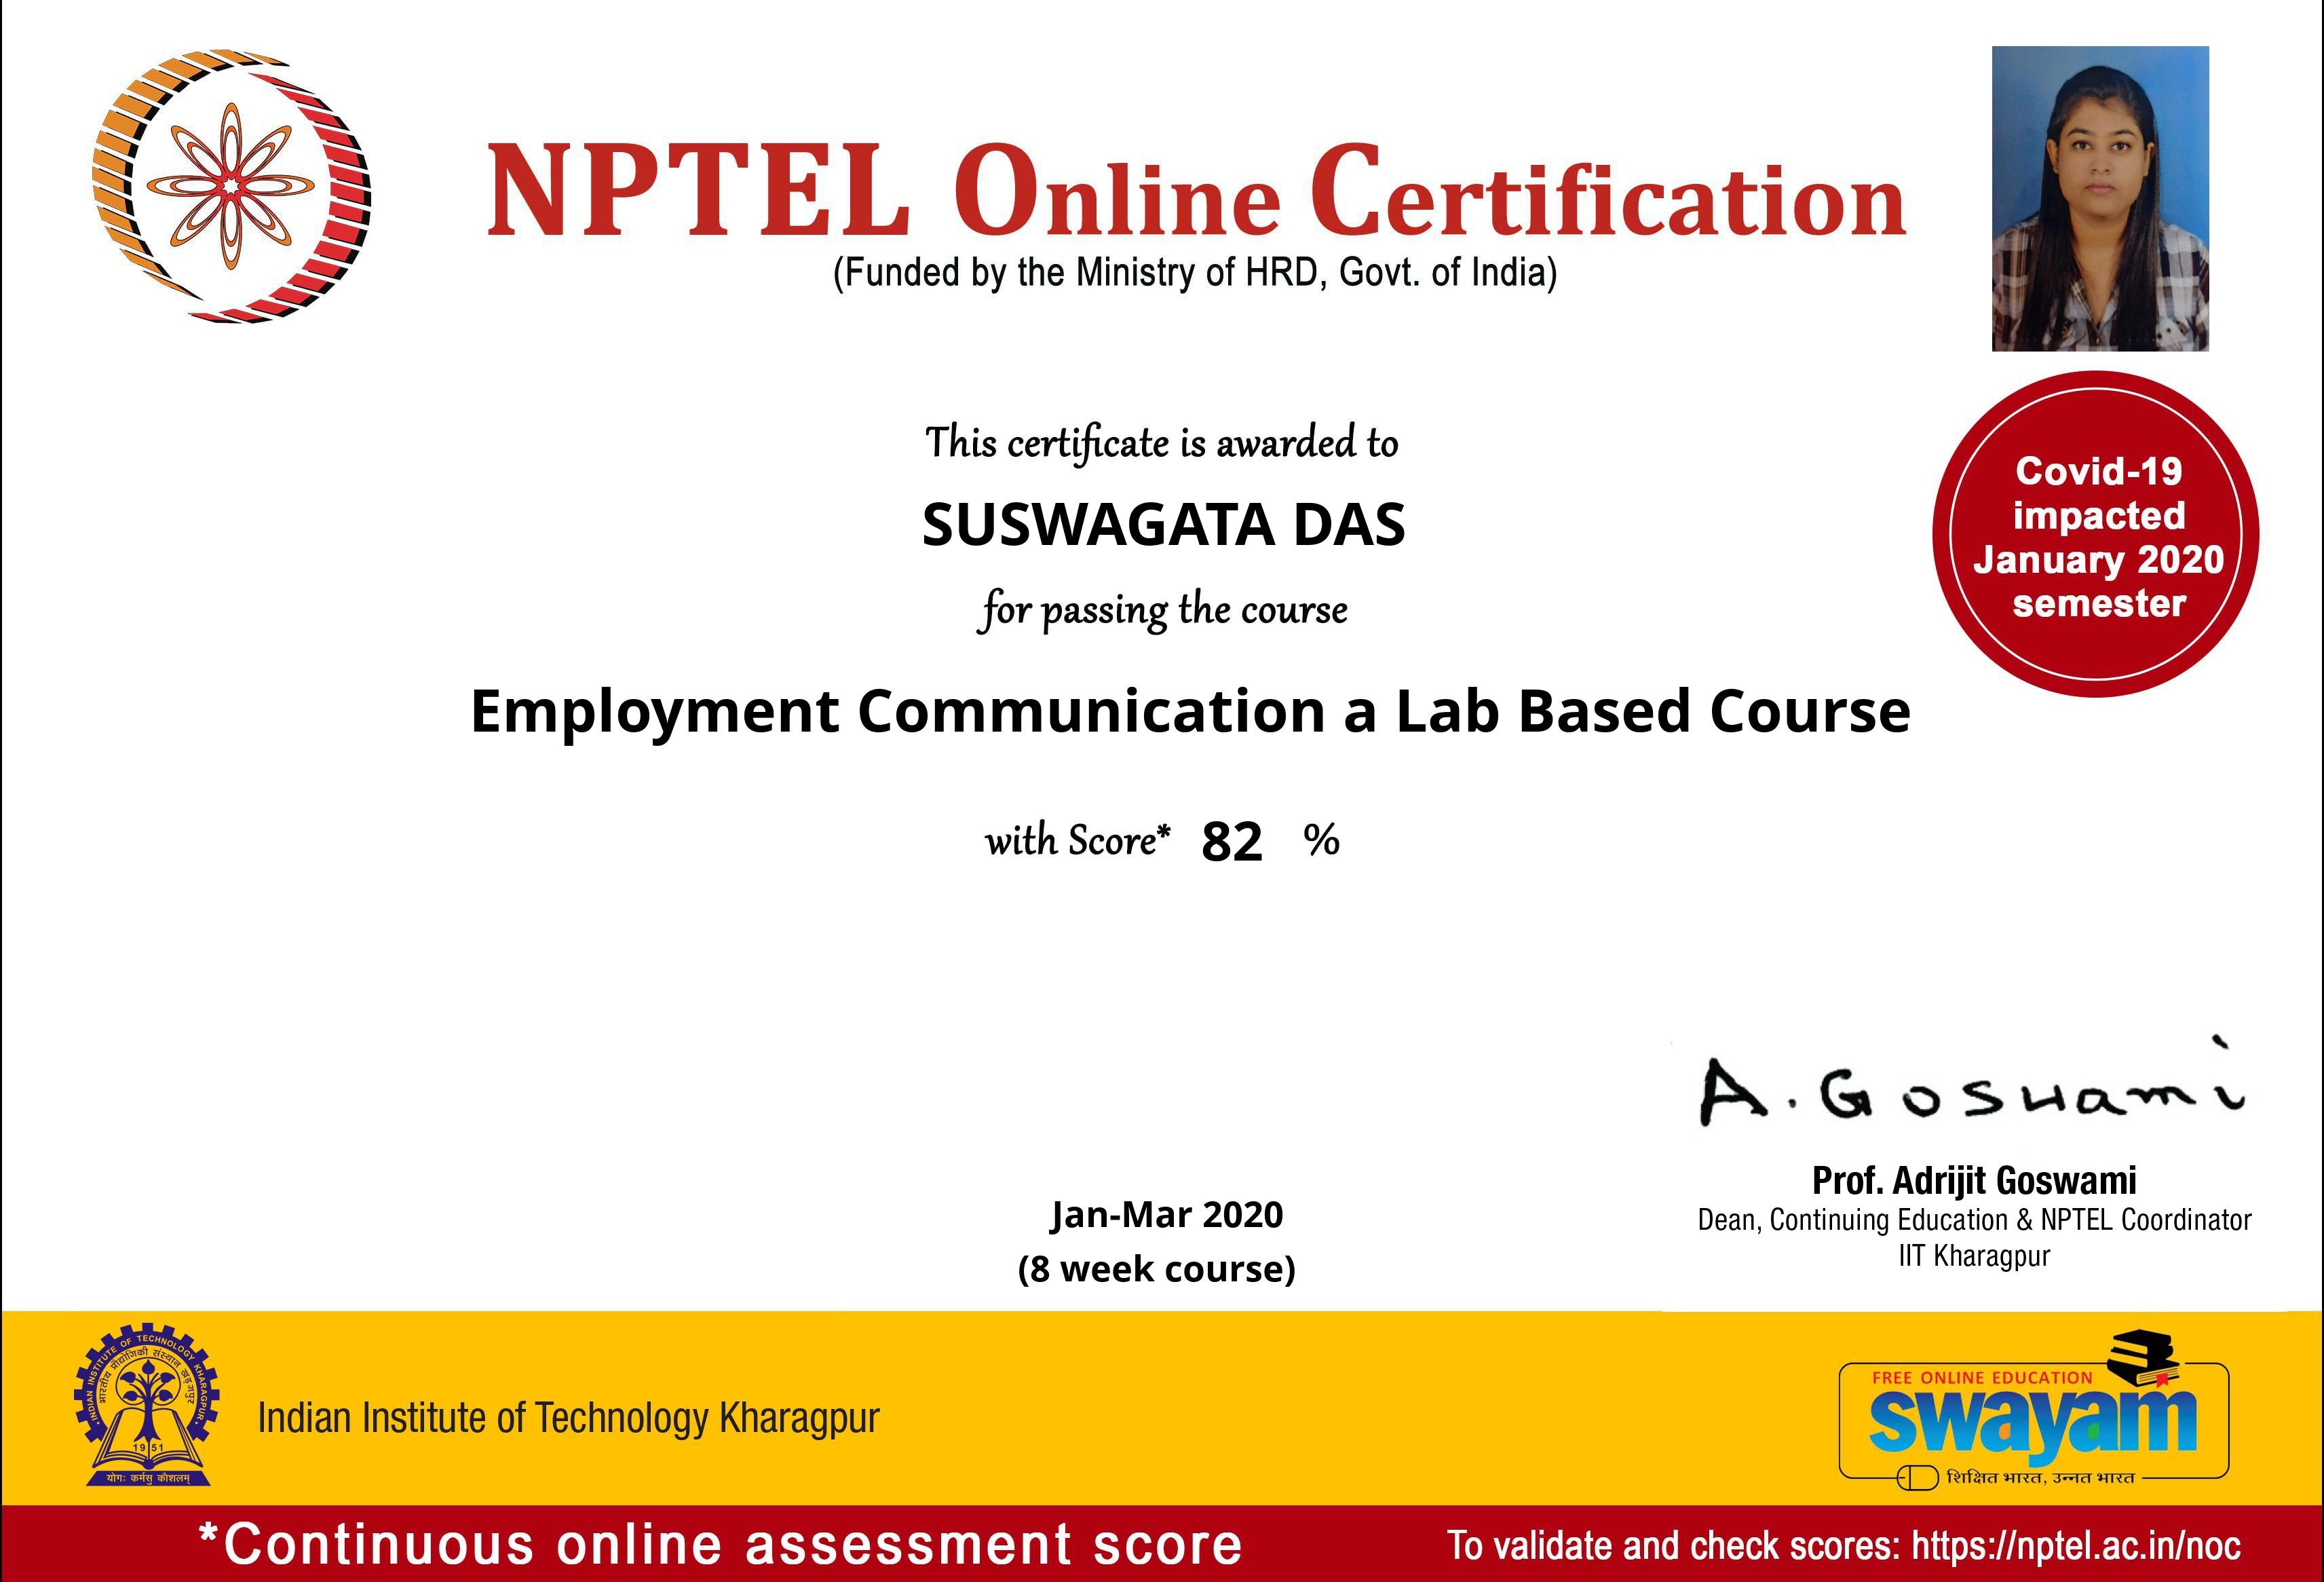 NPTEL Online Certification
(Funded by the Ministry of HRD, Govt. of India)
This certificate is awarded to
SUSWAGATA DAS
for passing the course
Covid-19
impacted
January 2020
semester
Employment Communication a Lab Based Course
with Score* 82 %
A. Goswami
Prof. Adrijit Goswami
Dean, Continuing Education & NPTEL Coordinator
IIT Kharagpur
Jan-Mar 2020
(8 week course)
INDIAN INSTITUTE OF TECHNOLOGY KHARAGPUR
भारतीय प्रौद्योगिकी संस्थान खड़गपुर
1951
योगः कर्मसु कौशलम्
Indian Institute of Technology Kharagpur
FREE ONLINE EDUCATION
swayam
शिक्षित भारत, उन्नत भारत
*Continuous online assessment score
To validate and check scores: https://nptel.ac.in/noc